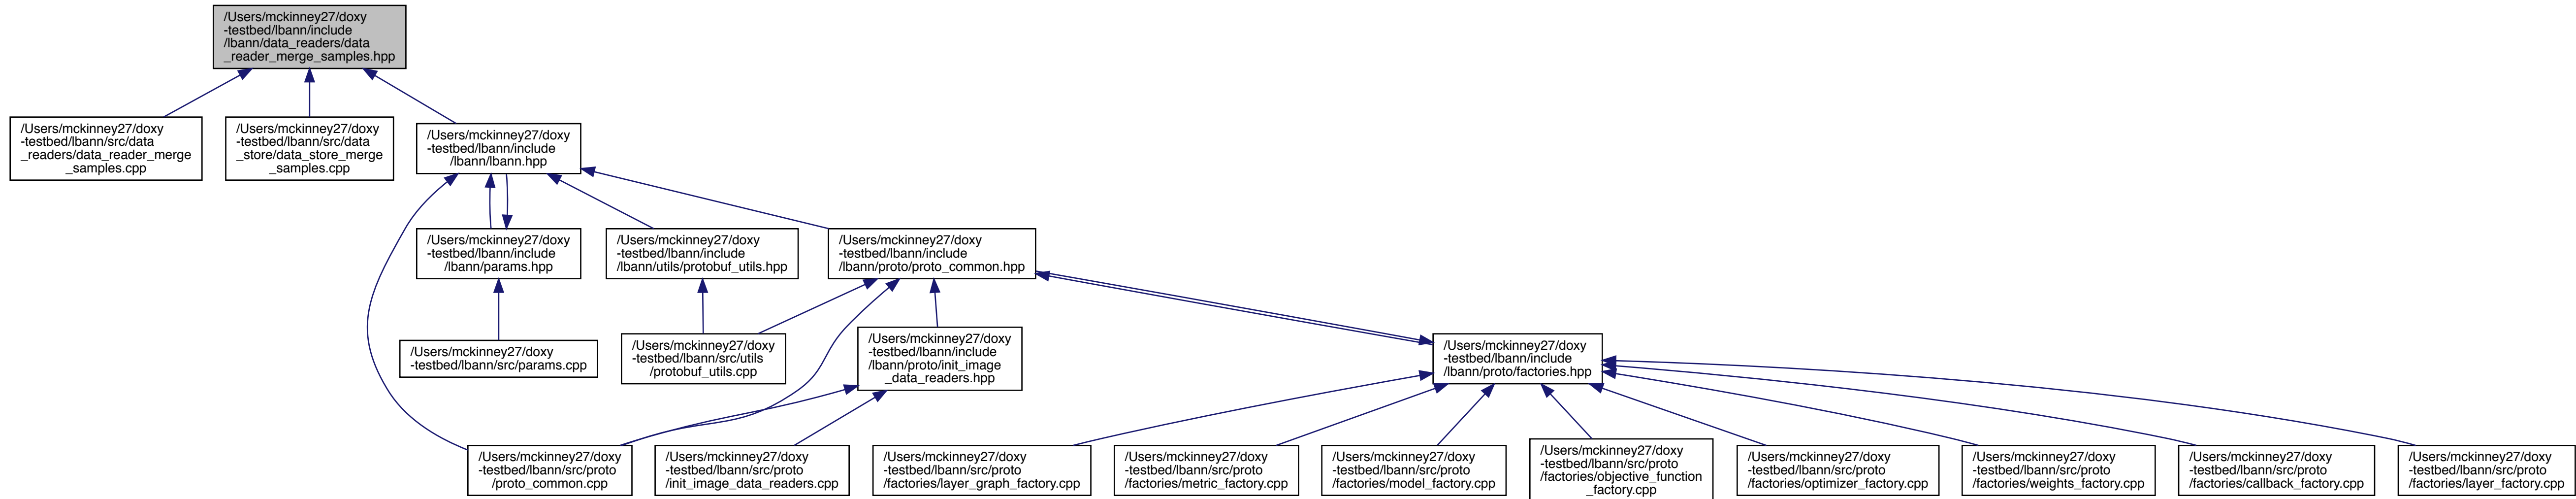 /Users/mckinney27/doxy
-testbed/lbann/include
/lbann/data_readers/data
_reader_merge_samples.hpp
/Users/mckinney27/doxy
-testbed/lbann/src/data
_readers/data_reader_merge
_samples.cpp
/Users/mckinney27/doxy
-testbed/lbann/src/data
_store/data_store_merge
_samples.cpp
/Users/mckinney27/doxy
-testbed/lbann/include
/lbann/lbann.hpp
/Users/mckinney27/doxy
-testbed/lbann/include
/lbann/params.hpp
/Users/mckinney27/doxy
-testbed/lbann/include
/lbann/utils/protobuf_utils.hpp
/Users/mckinney27/doxy
-testbed/lbann/include
/lbann/proto/proto_common.hpp
/Users/mckinney27/doxy
-testbed/lbann/src/params.cpp
/Users/mckinney27/doxy
-testbed/lbann/src/utils
/protobuf_utils.cpp
/Users/mckinney27/doxy
-testbed/lbann/include
/lbann/proto/init_image
_data_readers.hpp
/Users/mckinney27/doxy
-testbed/lbann/include
/lbann/proto/factories.hpp
/Users/mckinney27/doxy
-testbed/lbann/src/proto
/proto_common.cpp
/Users/mckinney27/doxy
-testbed/lbann/src/proto
/init_image_data_readers.cpp
/Users/mckinney27/doxy
-testbed/lbann/src/proto
/factories/layer_graph_factory.cpp
/Users/mckinney27/doxy
-testbed/lbann/src/proto
/factories/metric_factory.cpp
/Users/mckinney27/doxy
-testbed/lbann/src/proto
/factories/model_factory.cpp
/Users/mckinney27/doxy
-testbed/lbann/src/proto
/factories/objective_function
_factory.cpp
/Users/mckinney27/doxy
-testbed/lbann/src/proto
/factories/optimizer_factory.cpp
/Users/mckinney27/doxy
-testbed/lbann/src/proto
/factories/weights_factory.cpp
/Users/mckinney27/doxy
-testbed/lbann/src/proto
/factories/callback_factory.cpp
/Users/mckinney27/doxy
-testbed/lbann/src/proto
/factories/layer_factory.cpp